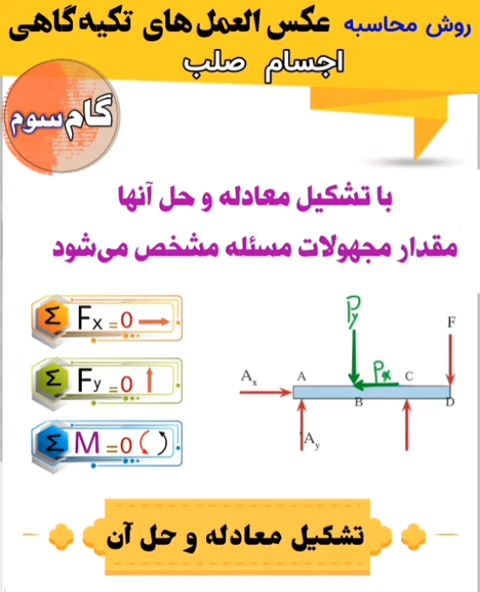 روش محاسبه عکس العمل های تکیه گاهی
اجسام صلب
گام سوم
با تشکیل معادله و حل آنها
مقدار مجهولات مسئله مشخص می‌شود
Σ Fx =0
Σ Fy =0
Σ M =0
Py
F
Ax
A
Px
C
B
D
Ay
تشکیل معادله و حل آن